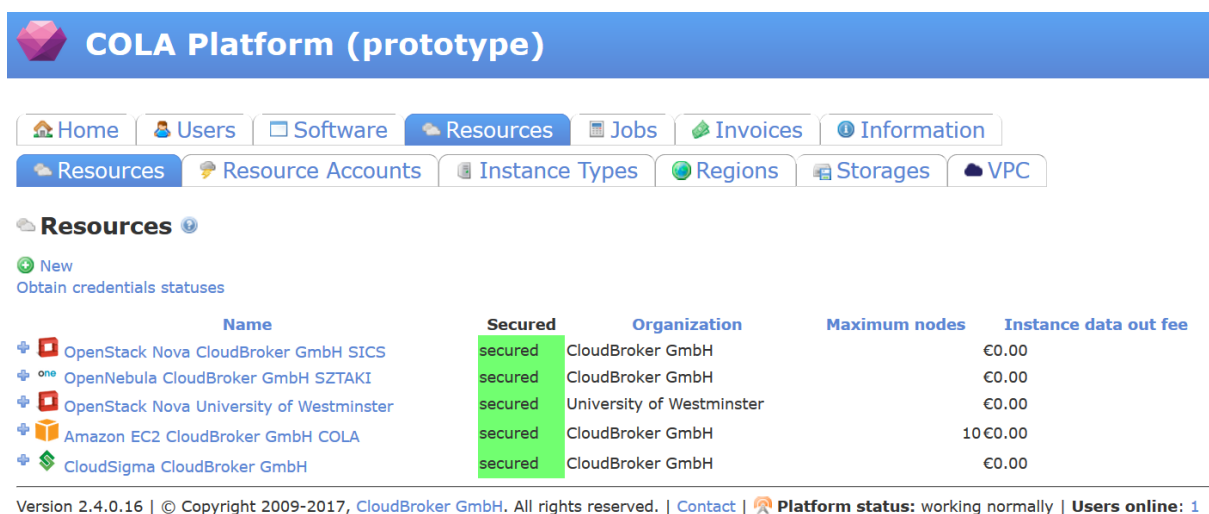 COLA Platform (prototype)
Home Users Software Resources Jobs Invoices Information
Resources Resource Accounts Instance Types Regions Storages VPC
Resources
New
Obtain credentials statuses
Name Secured Organization Maximum nodes Instance data out fee
OpenStack Nova CloudBroker GmbH SICS secured CloudBroker GmbH €0.00
one OpenNebula CloudBroker GmbH SZTAKI secured CloudBroker GmbH €0.00
OpenStack Nova University of Westminster secured University of Westminster €0.00
Amazon EC2 CloudBroker GmbH COLA secured CloudBroker GmbH 10 €0.00
CloudSigma CloudBroker GmbH secured CloudBroker GmbH €0.00
Version 2.4.0.16 | © Copyright 2009-2017, CloudBroker GmbH. All rights reserved. | Contact | Platform status: working normally | Users online: 1